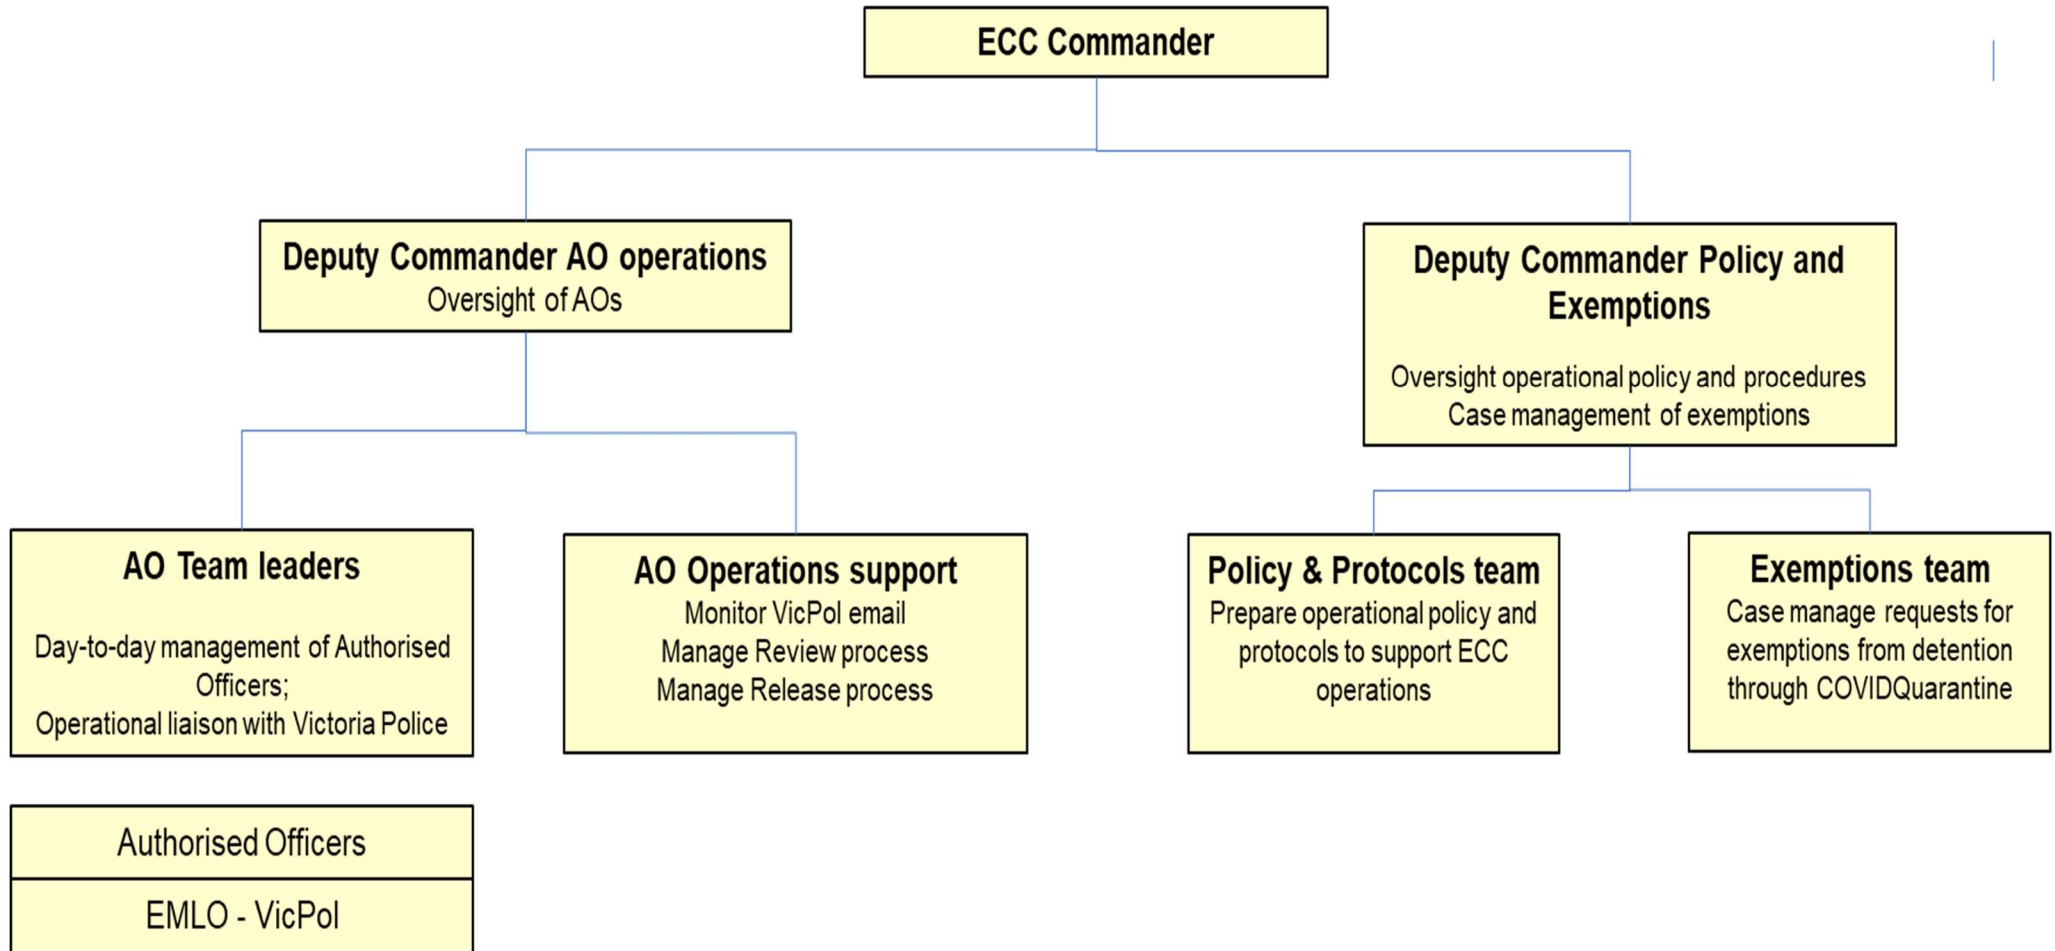 ECC Commander
Deputy Commander AO operations
Oversight of AOs
Deputy Commander Policy and
Exemptions
Oversight operational policy and procedures
Case management of exemptions
AO Team leaders
Day-to-day management of Authorised
Officers;
Operational liaison with Victoria Police
AO Operations support
Monitor VicPol email
Manage Review process
Manage Release process
Policy & Protocols team
Prepare operational policy and
protocols to support ECC
operations
Exemptions team
Case manage requests for
exemptions from detention
through COVIDQuarantine
Authorised Officers
EMLO - VicPol